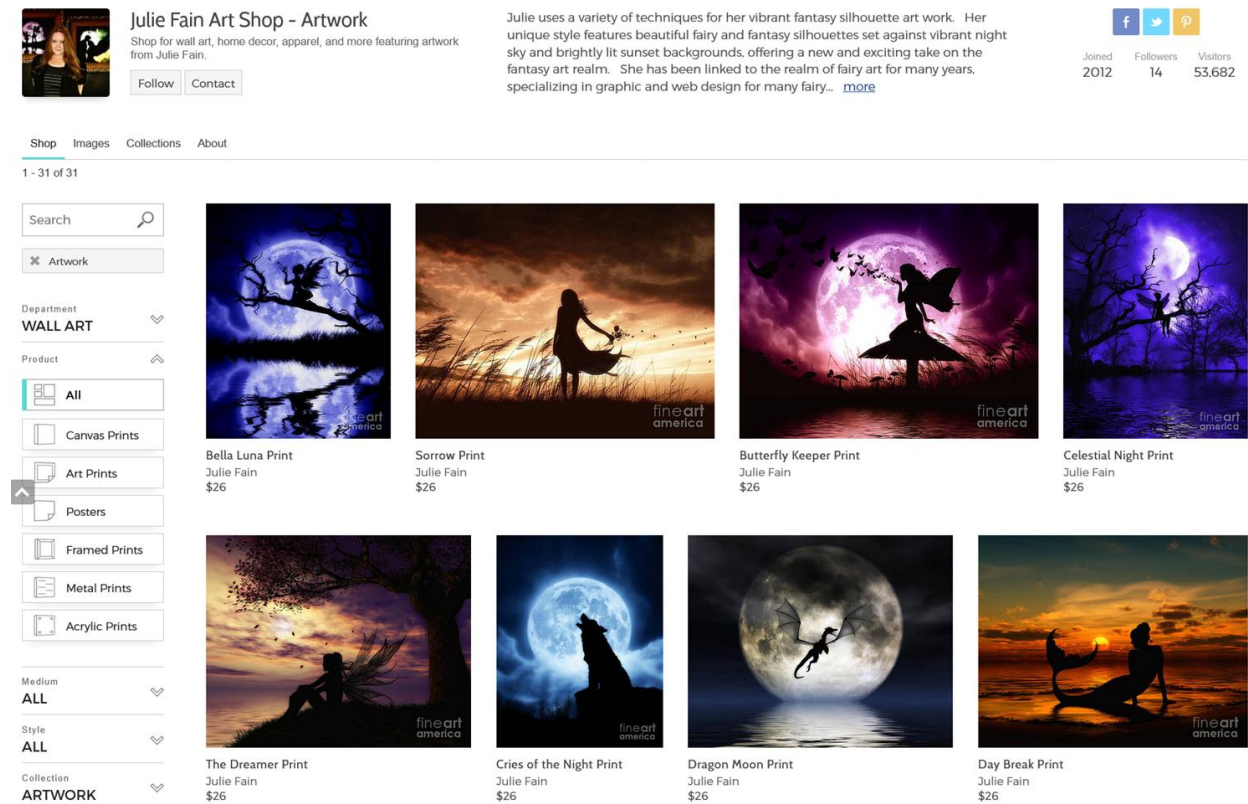 Julie Fain Art Shop - Artwork
Shop for wall art, home decor, apparel, and more featuring artwork
from Julie Fain.
Follow
Contact
Julie uses a variety of techniques for her vibrant fantasy silhouette art work. Her
unique style features beautiful fairy and fantasy silhouettes set against vibrant night
sky and brightly lit sunset backgrounds, offering a new and exciting take on the
fantasy art realm. She has been linked to the realm of fairy art for many years,
specializing in graphic and web design for many fairy... more
Joined
2012
Followers
14
Visitors
53,682
Shop
Images
Collections
About
1 - 31 of 31
Search
Artwork
Department
WALL ART
Product
All
Canvas Prints
Art Prints
Posters
Framed Prints
Metal Prints
Acrylic Prints
Medium
ALL
Style
ALL
Collection
ARTWORK
fineart
america
fineart
america
fineart
america
Bella Luna Print
Julie Fain
$26
Sorrow Print
Julie Fain
$26
Butterfly Keeper Print
Julie Fain
$26
Celestial Night Print
Julie Fain
$26
fineart
america
fineart
america
fineart
america
The Dreamer Print
Julie Fain
$26
Cries of the Night Print
Julie Fain
$26
Dragon Moon Print
Julie Fain
$26
Day Break Print
Julie Fain
$26